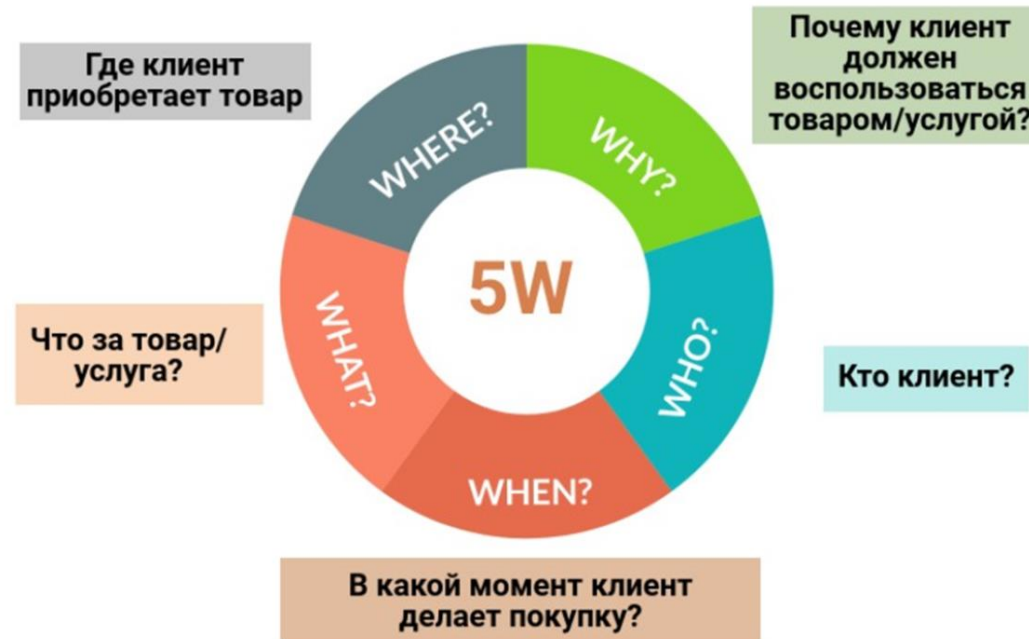 Где клиент
приобретает товар
Почему клиент
должен
воспользоваться
товаром/услугой?
WHERE?
WHY?
5W
Что за товар/
услуга?
WHAT?
WHO?
Кто клиент?
WHEN?
В какой момент клиент
делает покупку?